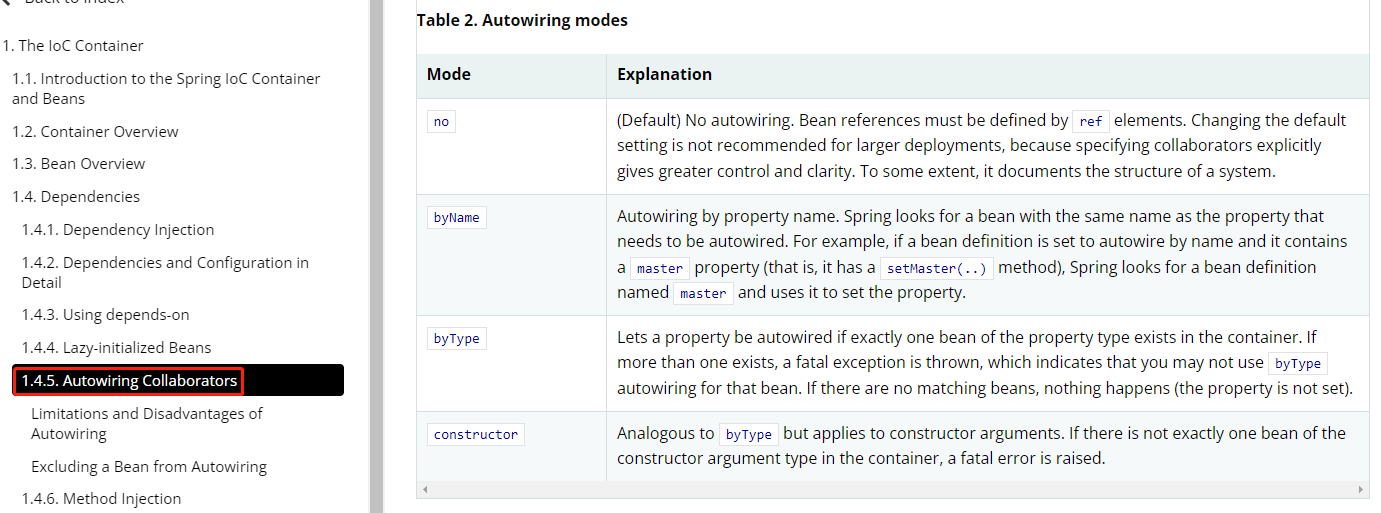 Back to index
1. The IoC Container
1.1. Introduction to the Spring IoC Container
and Beans
1.2. Container Overview
1.3. Bean Overview
1.4. Dependencies
1.4.1. Dependency Injection
1.4.2. Dependencies and Configuration in
Detail
1.4.3. Using depends-on
1.4.4. Lazy-initialized Beans
1.4.5. Autowiring Collaborators
Limitations and Disadvantages of
Autowiring
Excluding a Bean from Autowiring
1.4.6. Method Injection
Table 2. Autowiring modes
Mode Explanation
no
(Default) No autowiring. Bean references must be defined by ref elements. Changing the default
setting is not recommended for larger deployments, because specifying collaborators explicitly
gives greater control and clarity. To some extent, it documents the structure of a system.
byName
Autowiring by property name. Spring looks for a bean with the same name as the property that
needs to be autowired. For example, if a bean definition is set to autowire by name and it contains
a master property (that is, it has a setMaster(..) method), Spring looks for a bean definition
named master and uses it to set the property.
byType
Lets a property be autowired if exactly one bean of the property type exists in the container. If
more than one exists, a fatal exception is thrown, which indicates that you may not use byType
autowiring for that bean. If there are no matching beans, nothing happens (the property is not set).
constructor
Analogous to byType but applies to constructor arguments. If there is not exactly one bean of the
constructor argument type in the container, a fatal error is raised.